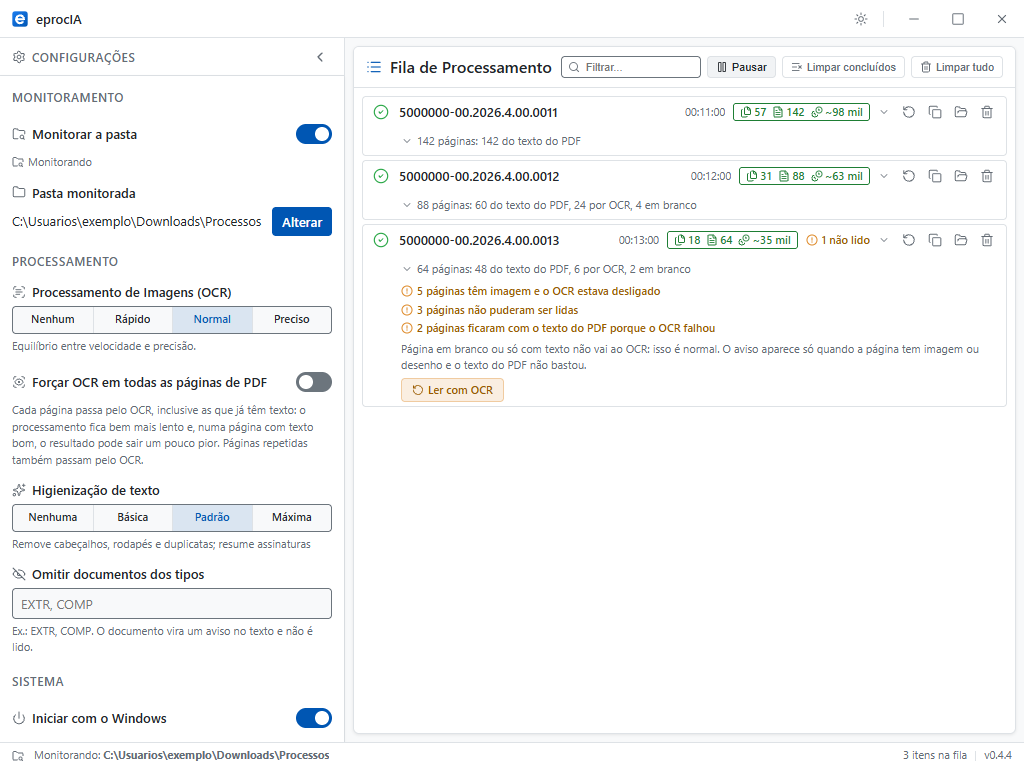 eprocIA
CONFIGURAÇÕES
MONITORAMENTO
Monitorar a pasta
Monitorando
Pasta monitorada
C:\Usuarios\exemplo\Downloads\Processos
Alterar
PROCESSAMENTO
Processamento de Imagens (OCR)
Nenhum Rápido Normal Preciso
Equilíbrio entre velocidade e precisão.
Forçar OCR em todas as páginas de PDF
Cada página passa pelo OCR, inclusive as que já têm texto: o
processamento fica bem mais lento e, numa página com texto
bom, o resultado pode sair um pouco pior. Páginas repetidas
também passam pelo OCR.
Higienização de texto
Nenhuma Básica Padrão Máxima
Remove cabeçalhos, rodapés e duplicatas; resume assinaturas
Omitir documentos dos tipos
EXTR, COMP
Ex.: EXTR, COMP. O documento vira um aviso no texto e não é
lido.
SISTEMA
Iniciar com o Windows
Fila de Processamento
Filtrar...
Pausar
Limpar concluídos
Limpar tudo
5000000-00.2026.4.00.0011 00:11:00 57 142 ~98 mil
142 páginas: 142 do texto do PDF
5000000-00.2026.4.00.0012 00:12:00 31 88 ~63 mil
88 páginas: 60 do texto do PDF, 24 por OCR, 4 em branco
5000000-00.2026.4.00.0013 00:13:00 18 64 ~35 mil 1 não lido
64 páginas: 48 do texto do PDF, 6 por OCR, 2 em branco
5 páginas têm imagem e o OCR estava desligado
3 páginas não puderam ser lidas
2 páginas ficaram com o texto do PDF porque o OCR falhou
Página em branco ou só com texto não vai ao OCR: isso é normal. O aviso aparece só quando a página tem imagem ou
desenho e o texto do PDF não bastou.
Ler com OCR
Monitorando: C:\Usuarios\exemplo\Downloads\Processos
3 itens na fila
v0.4.4